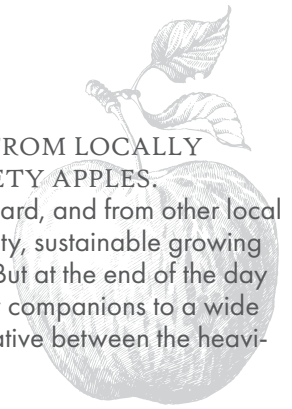 ROM LOCALLY
ETY APPLES.
ard, and from other local
ty, sustainable growing
But at the end of the day
companions to a wide
ative between the heavi-